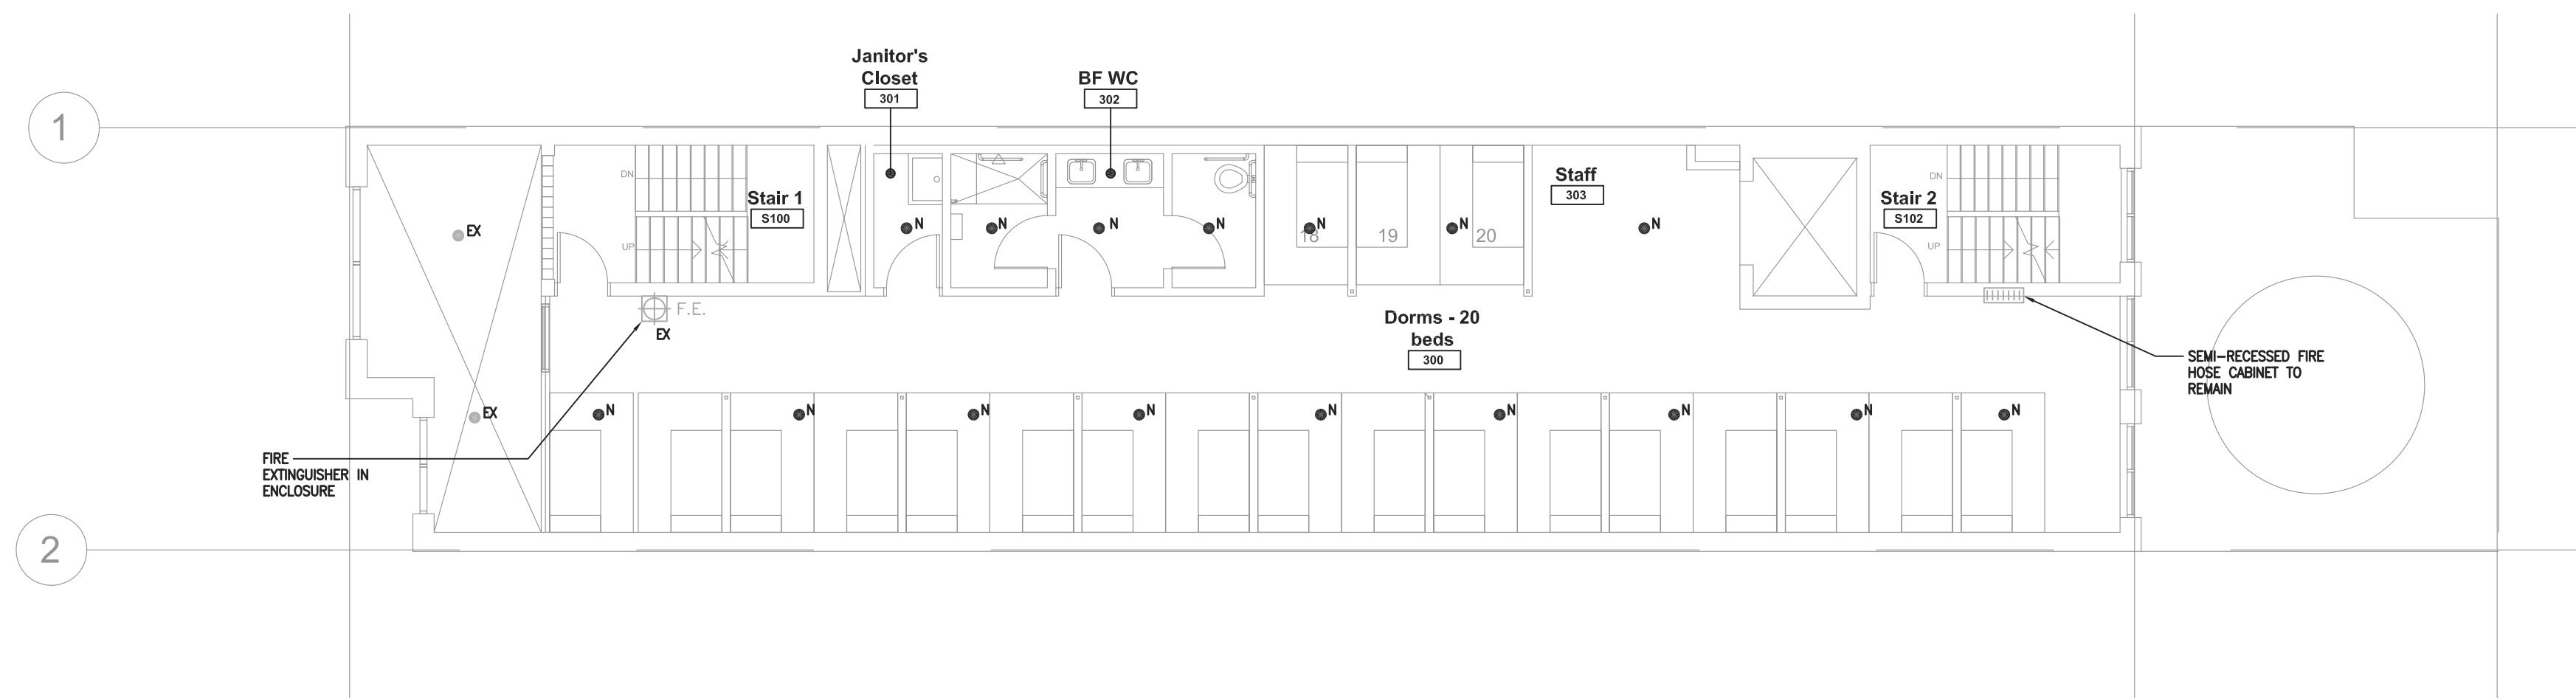 Janitor's
Closet
301
BF WC
302
1
DN
UP
Stair 1
S100
Staff
303
DN
UP
Stair 2
S102
EX
N
N
N
N
N
N
N
18
19
20
F.E.
EX
Dorms - 20
beds
300
SEMI-RECESSED FIRE
HOSE CABINET TO
REMAIN
EX
N
N
N
N
N
N
N
N
N
FIRE
EXTINGUISHER IN
ENCLOSURE
2